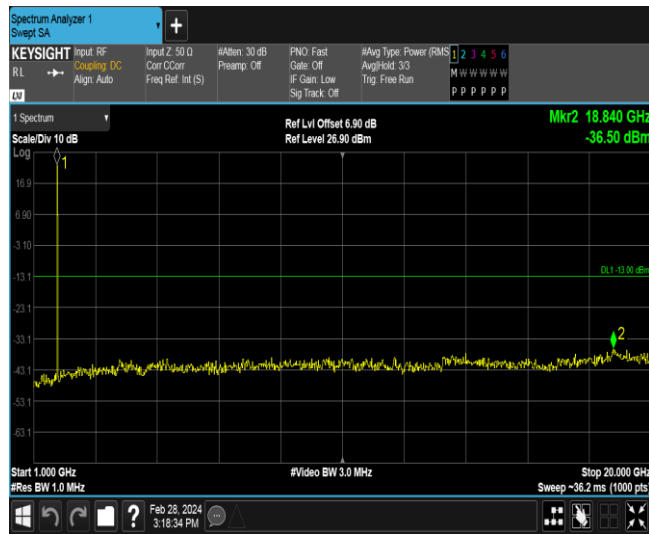 Spectrum Analyzer 1
Swept SA
KEYSIGHT
RL
LXI
Input: RF
Coupling: DC
Align: Auto
Input Z: 50 Ω
Corr CCorr
Freq Ref: Int (S)
#Atten: 30 dB
Preamp: Off
PNO: Fast
Gate: Off
IF Gain: Low
Sig Track: Off
#Avg Type: Power (RMS
Avg|Hold: 3/3
Trig: Free Run
1 2 3 4 5 6
M W W W W W
P P P P P P
1 Spectrum
Scale/Div 10 dB
Log
Ref Lvl Offset 6.90 dB
Ref Level 26.90 dBm
Mkr2 18.840 GHz
-36.50 dBm
1
16.9
6.90
-3.10
-13.1
DL1 -13.00 dBm
-23.1
-33.1
2
-43.1
-53.1
-63.1
Start 1.000 GHz
#Res BW 1.0 MHz
#Video BW 3.0 MHz
Stop 20.000 GHz
Sweep ~36.2 ms (1000 pts)
?
Feb 28, 2024
3:18:34 PM